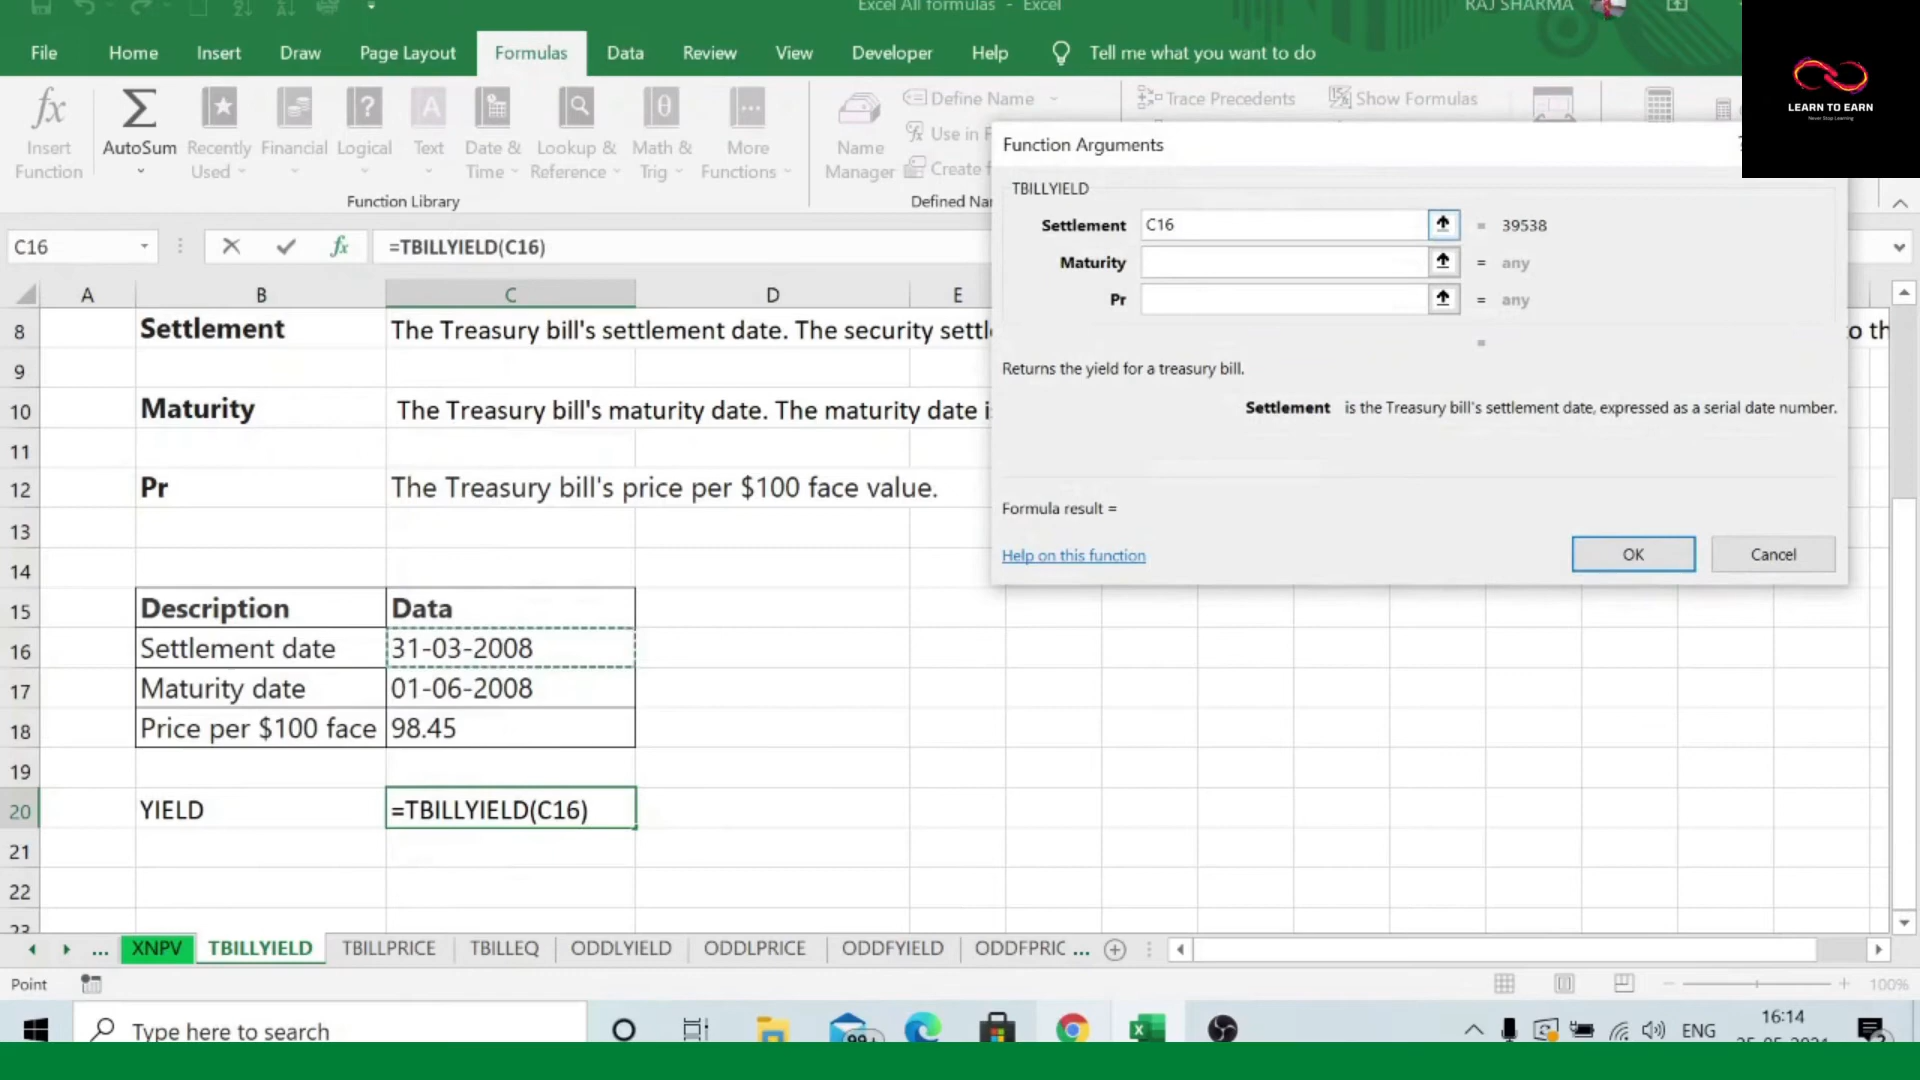 Excel All formulas - Excel
RAJ SHARMA
File Home Insert Draw Page Layout Formulas Data Review View Developer Help Tell me what you want to do
LEARN TO EARN
Never Stop Learning
fx
Insert Function
AutoSum
Recently Used
Financial
Logical
Text
Date & Time
Lookup & Reference
Math & Trig
More Functions
Function Library
Name Manager
Define Name
Use in F
Create f
Defined Na
Trace Precedents
Show Formulas
C16
fx
=TBILLYIELD(C16)
Function Arguments
TBILLYIELD
Settlement C16 = 39538
Maturity = any
Pr = any
=
Returns the yield for a treasury bill.
Settlement is the Treasury bill's settlement date, expressed as a serial date number.
Formula result =
Help on this function
OK
Cancel
A B C D E
8 Settlement The Treasury bill's settlement date. The security settl o th
9
10 Maturity The Treasury bill's maturity date. The maturity date i
11
12 Pr The Treasury bill's price per $100 face value.
13
14
15 Description Data
16 Settlement date 31-03-2008
17 Maturity date 01-06-2008
18 Price per $100 face 98.45
19
20 YIELD =TBILLYIELD(C16)
21
22
23
... XNPV TBILLYIELD TBILLPRICE TBILLEQ ODDLYIELD ODDLPRICE ODDFYIELD ODDFPRIC ...
Point
100%
Type here to search
99+
ENG
16:14